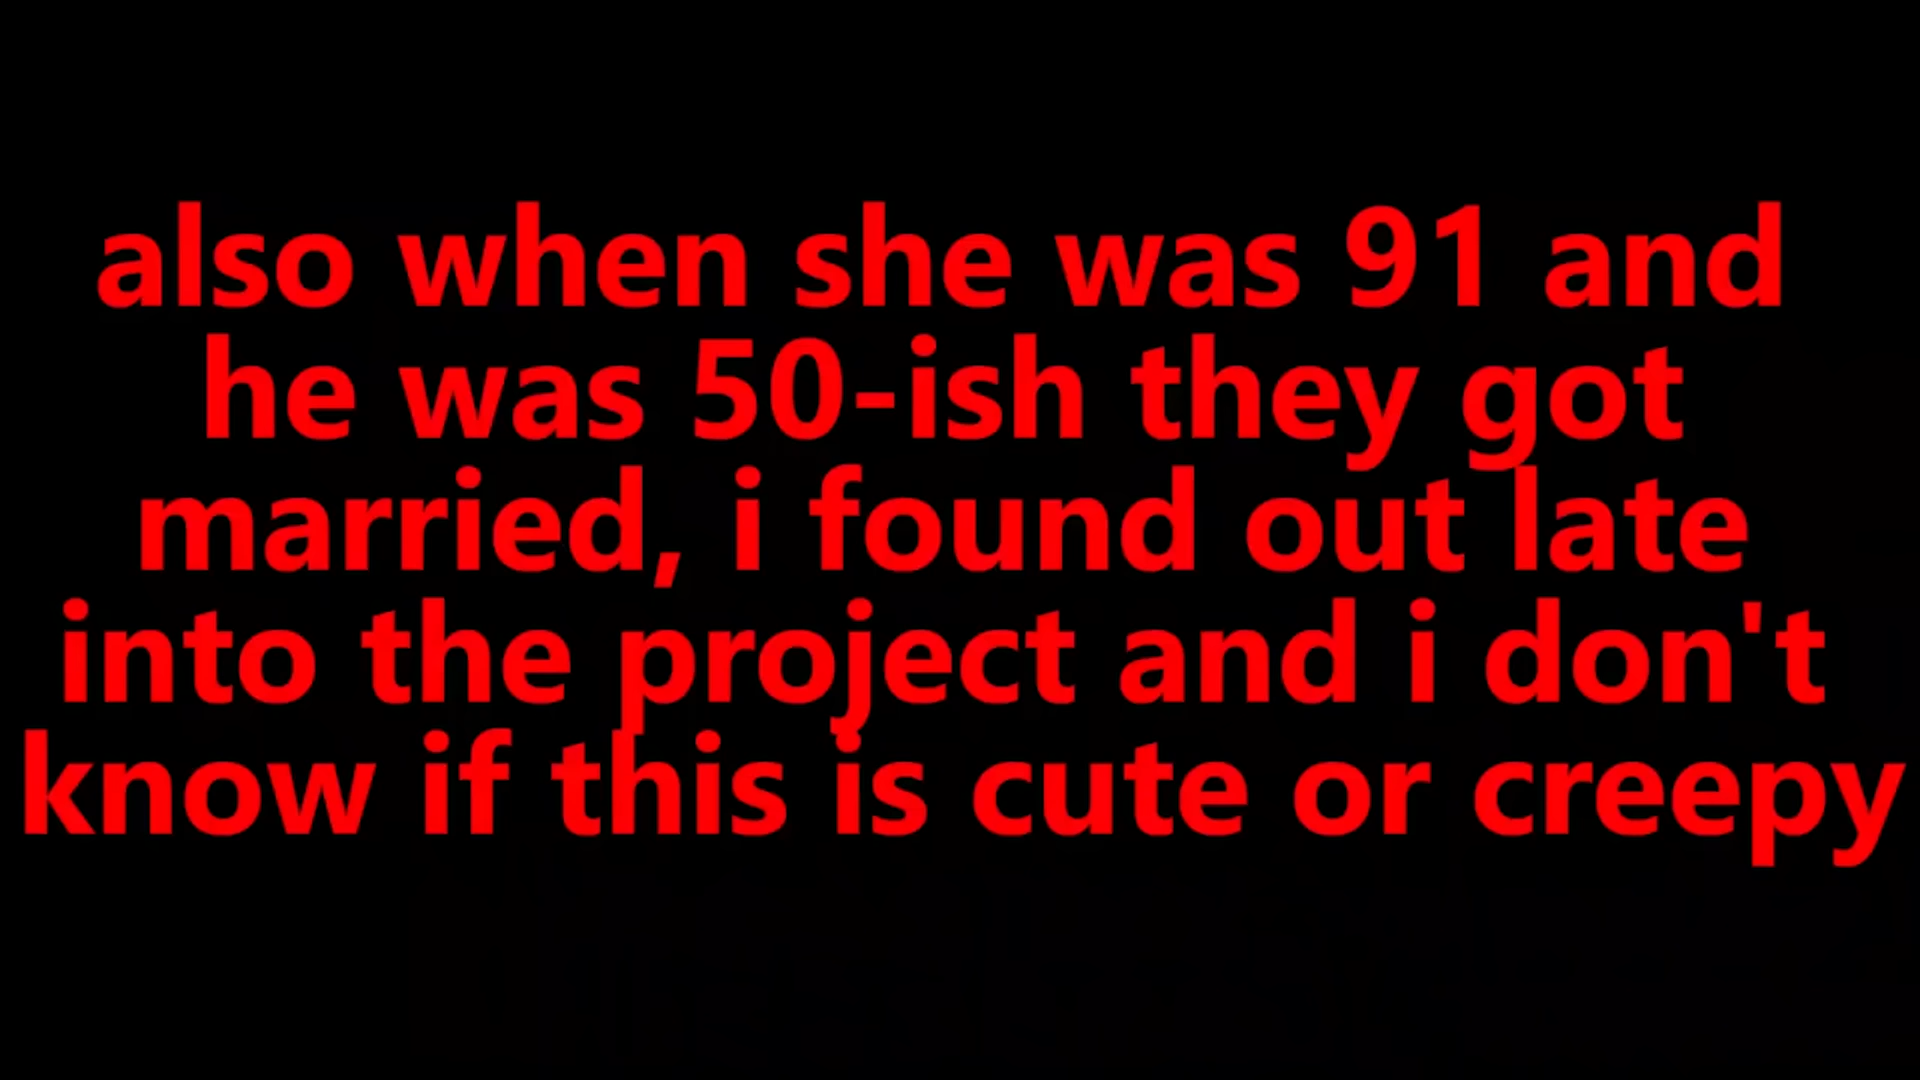 also when she was 91 and
he was 50-ish they got
married, i found out late
into the project and i don't
know if this is cute or creepy